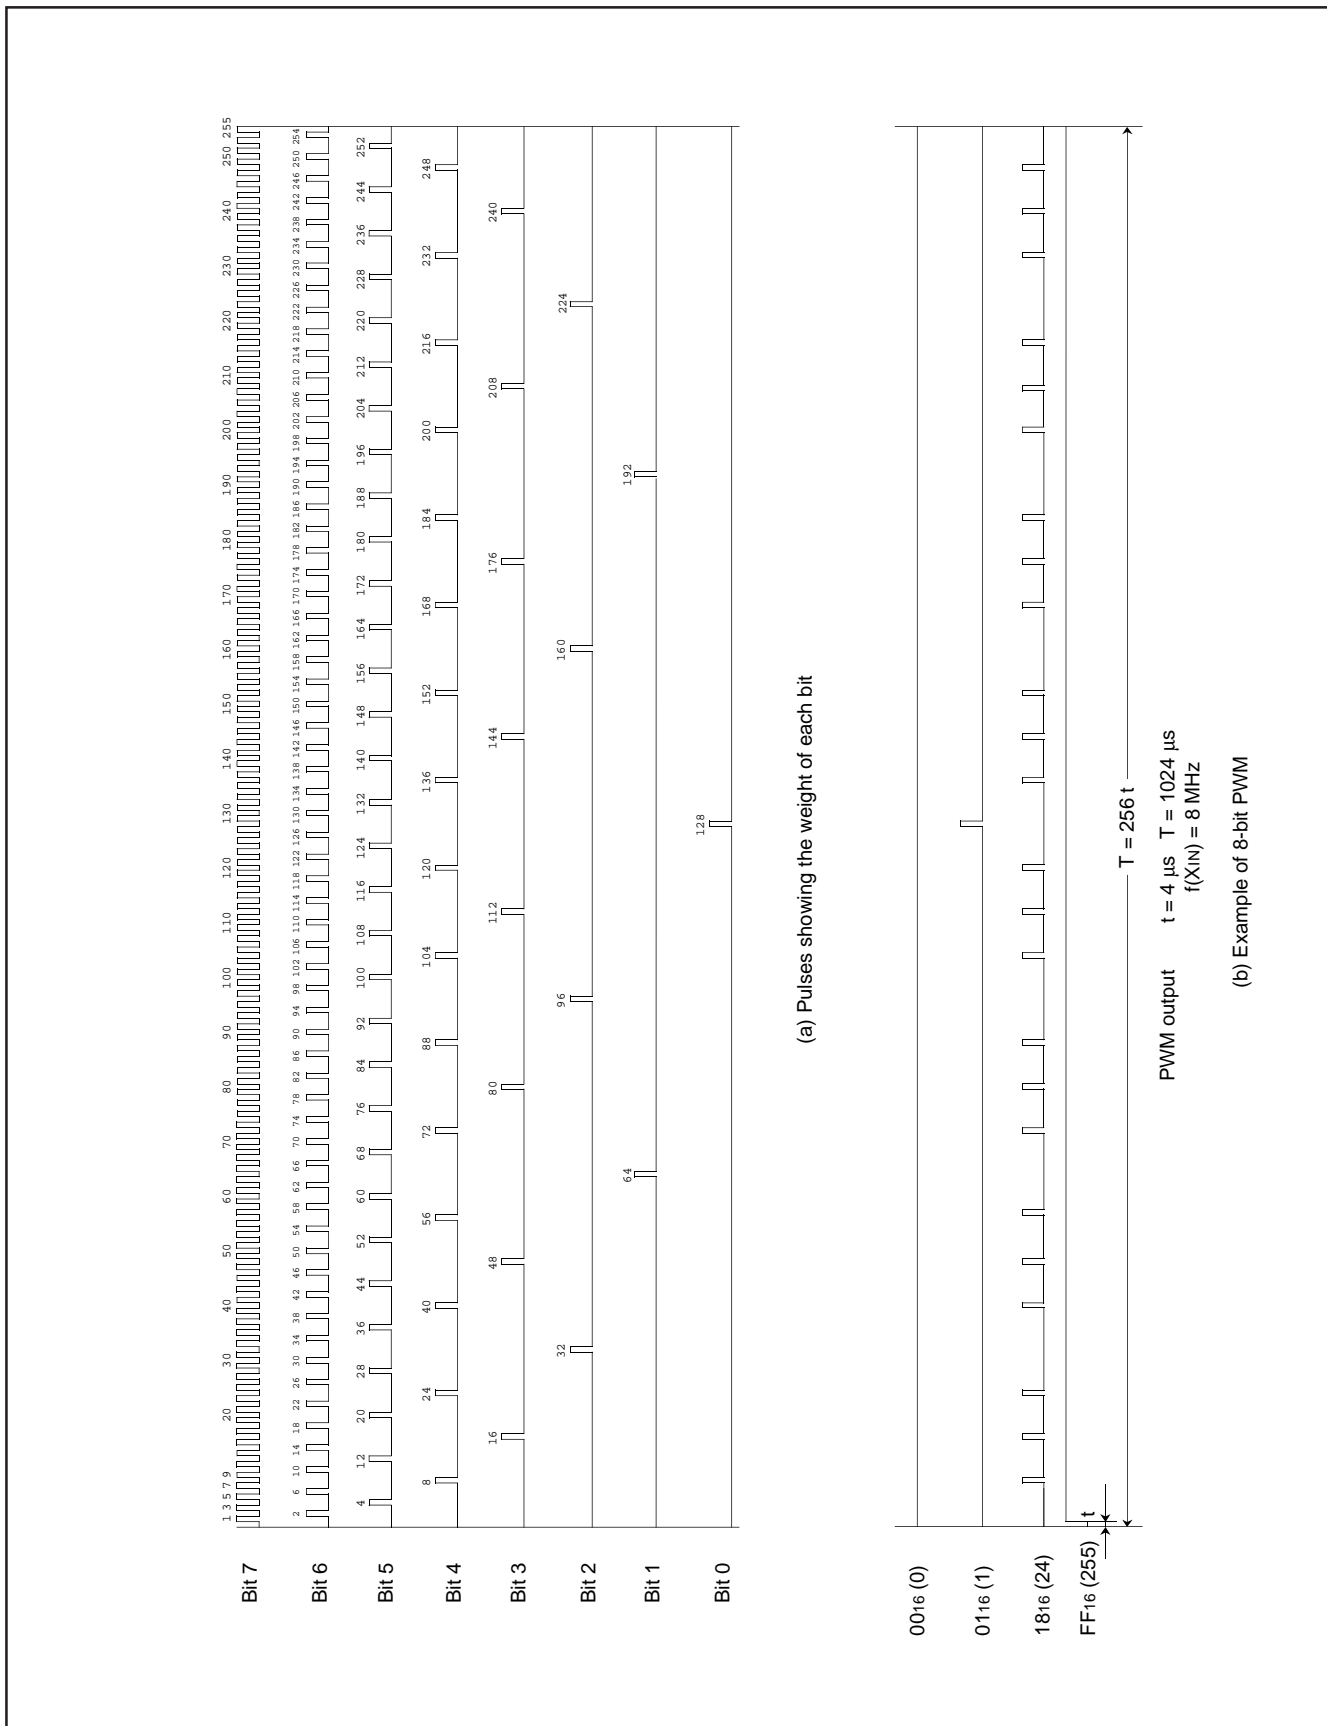 1 3 5 7 9 20 30 40 50 60 70 80 90 100 110 120 130 140 150 160 170 180 190 200 210 220 230 240 250 255
Bit 7
2 6 10 14 18 22 26 30 34 38 42 46 50 54 58 62 66 70 74 78 82 86 90 94 98 102 106 110 114 118 122 126 130 134 138 142 146 150 154 158 162 166 170 174 178 182 186 190 194 198 202 206 210 214 218 222 226 230 234 238 242 246 250 254
Bit 6
4 12 20 28 36 44 52 60 68 76 84 92 100 108 116 124 132 140 148 156 164 172 180 188 196 204 212 220 228 236 244 252
Bit 5
8 24 40 56 72 88 104 120 136 152 168 184 200 216 232 248
Bit 4
16 48 80 112 144 176 208 240
Bit 3
32 96 160 224
Bit 2
64 192
Bit 1
128
Bit 0
(a) Pulses showing the weight of each bit
0016 (0)
0116 (1)
1816 (24)
FF16 (255)
t
T = 256 t
PWM output t = 4 µs T = 1024 µs
f(XIN) = 8 MHz
(b) Example of 8-bit PWM